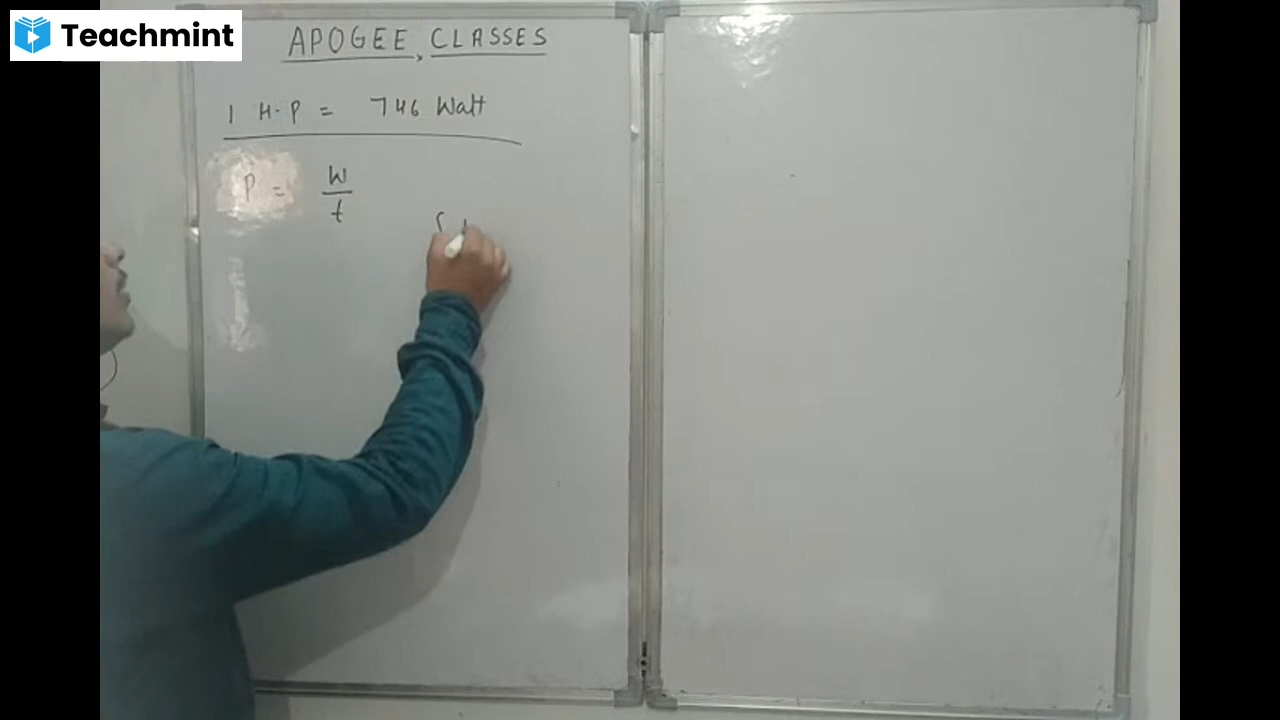 Teachmint
APOGEE CLASSES
1 H.P = 746 Watt
P = W/t